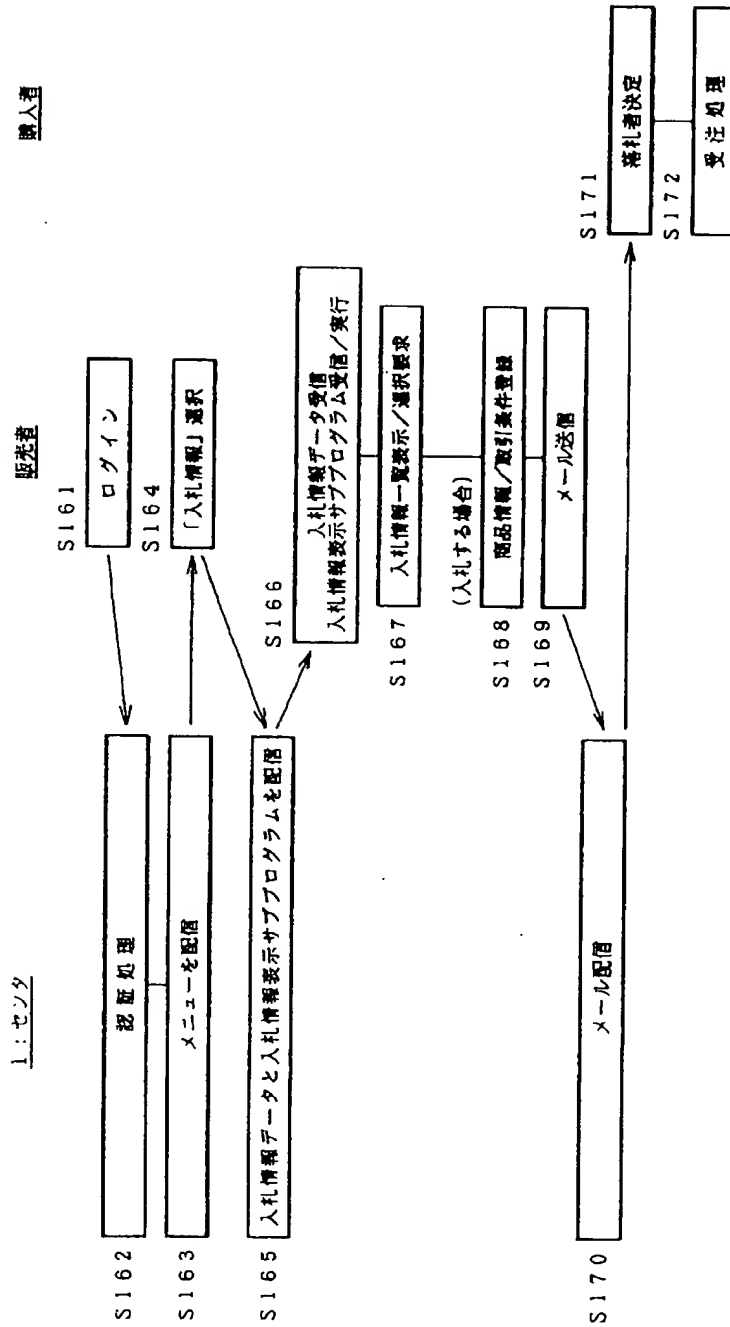 1:センタ
販売者
購入者
S161
ログイン
S162
認証処理
S163
メニューを配信
S164
「入札情報」選択
S165
入札情報データと入札情報表示サブプログラムを配信
S166
入札情報データ受信
入札情報表示サブプログラム受信/実行
S167
入札情報一覧表示/選択要求
(入札する場合)
S168
商品情報/取引条件登録
S169
メール送信
S170
メール配信
S171
落札者決定
S172
受注処理